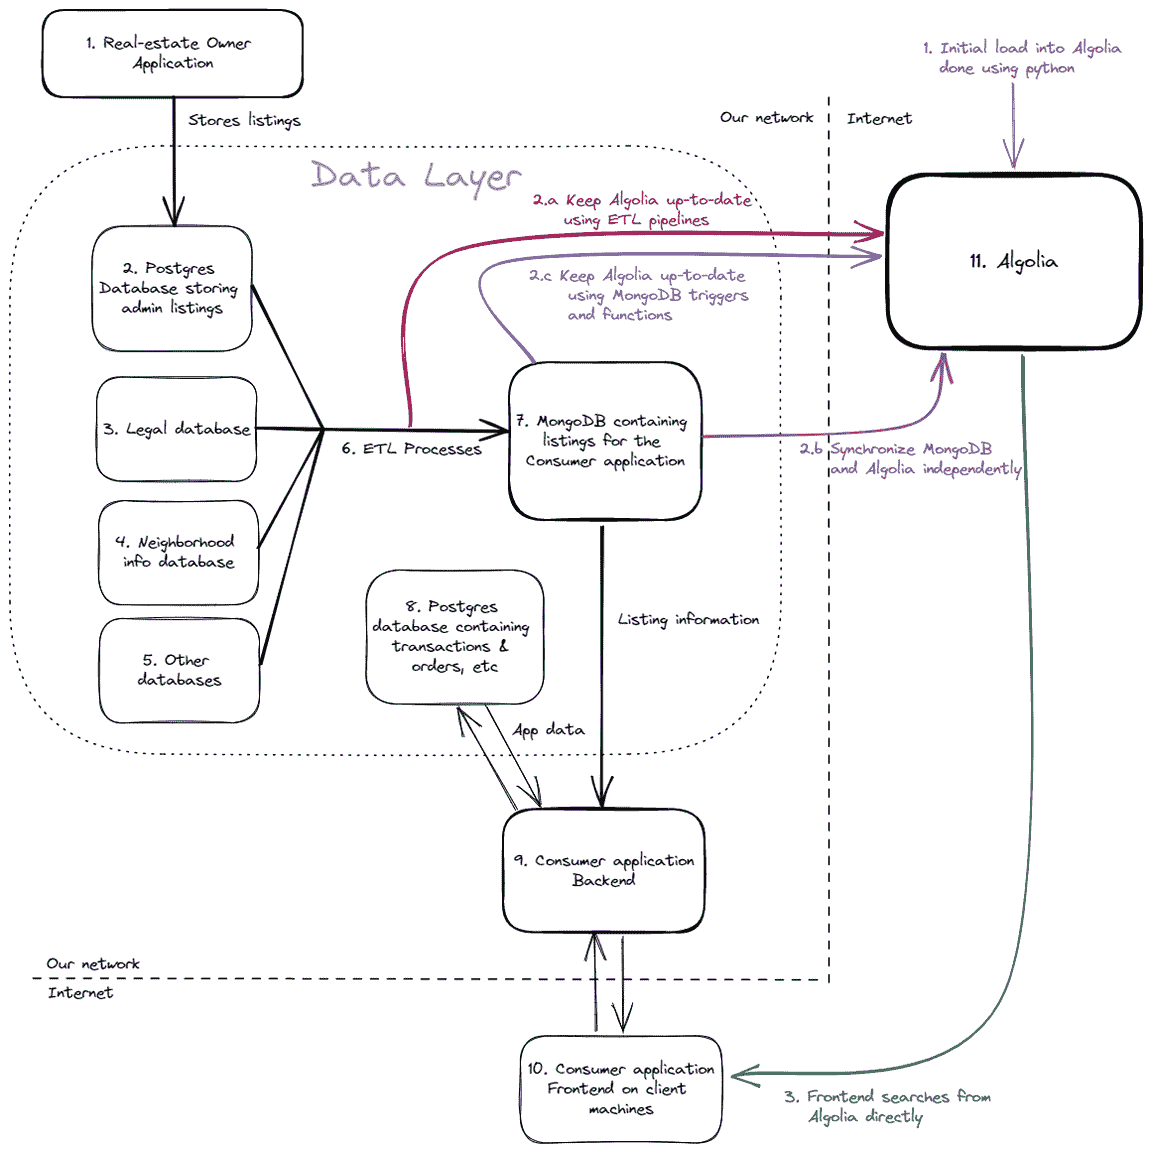 1. Real-estate Owner
Application
Stores listings
1. Initial load into Algolia
done using python
Our network
Internet
Data Layer
2.a Keep Algolia up-to-date
using ETL pipelines
2. Postgres
Database storing
admin listings
2.c Keep Algolia up-to-date
using MongoDB triggers
and functions
11. Algolia
3. Legal database
6. ETL Processes
7. MongoDB containing
listings for the
Consumer application
2.b Synchronize MongoDB
and Algolia independently
4. Neighborhood
info database
5. Other
databases
8. Postgres
database containing
transactions &
orders, etc
Listing information
App data
9. Consumer application
Backend
Our network
Internet
10. Consumer application
Frontend on client
machines
3. Frontend searches from
Algolia directly